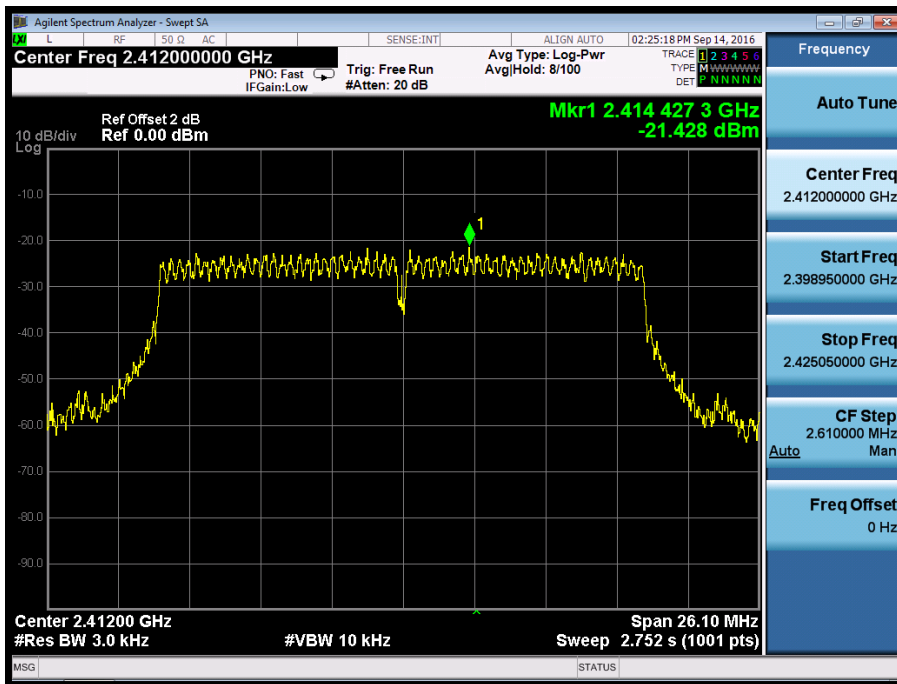 Agilent Spectrum Analyzer - Swept SA
LXI L RF 50 Ω AC SENSE:INT ALIGN AUTO 02:25:18 PM Sep 14, 2016
Center Freq 2.412000000 GHz
PNO: Fast
IFGain:Low
Trig: Free Run
#Atten: 20 dB
Avg Type: Log-Pwr
Avg|Hold: 8/100
TRACE 1 2 3 4 5 6
TYPE M WWWWW
DET P N N N N N
Mkr1 2.414 427 3 GHz
-21.428 dBm
Ref Offset 2 dB
10 dB/div Ref 0.00 dBm
Log
-10.0
-20.0
-30.0
-40.0
-50.0
-60.0
-70.0
-80.0
-90.0
1
Center 2.41200 GHz Span 26.10 MHz
#Res BW 3.0 kHz #VBW 10 kHz Sweep 2.752 s (1001 pts)
MSG STATUS
Frequency
Auto Tune
Center Freq
2.412000000 GHz
Start Freq
2.398950000 GHz
Stop Freq
2.425050000 GHz
CF Step
2.610000 MHz
Auto Man
Freq Offset
0 Hz